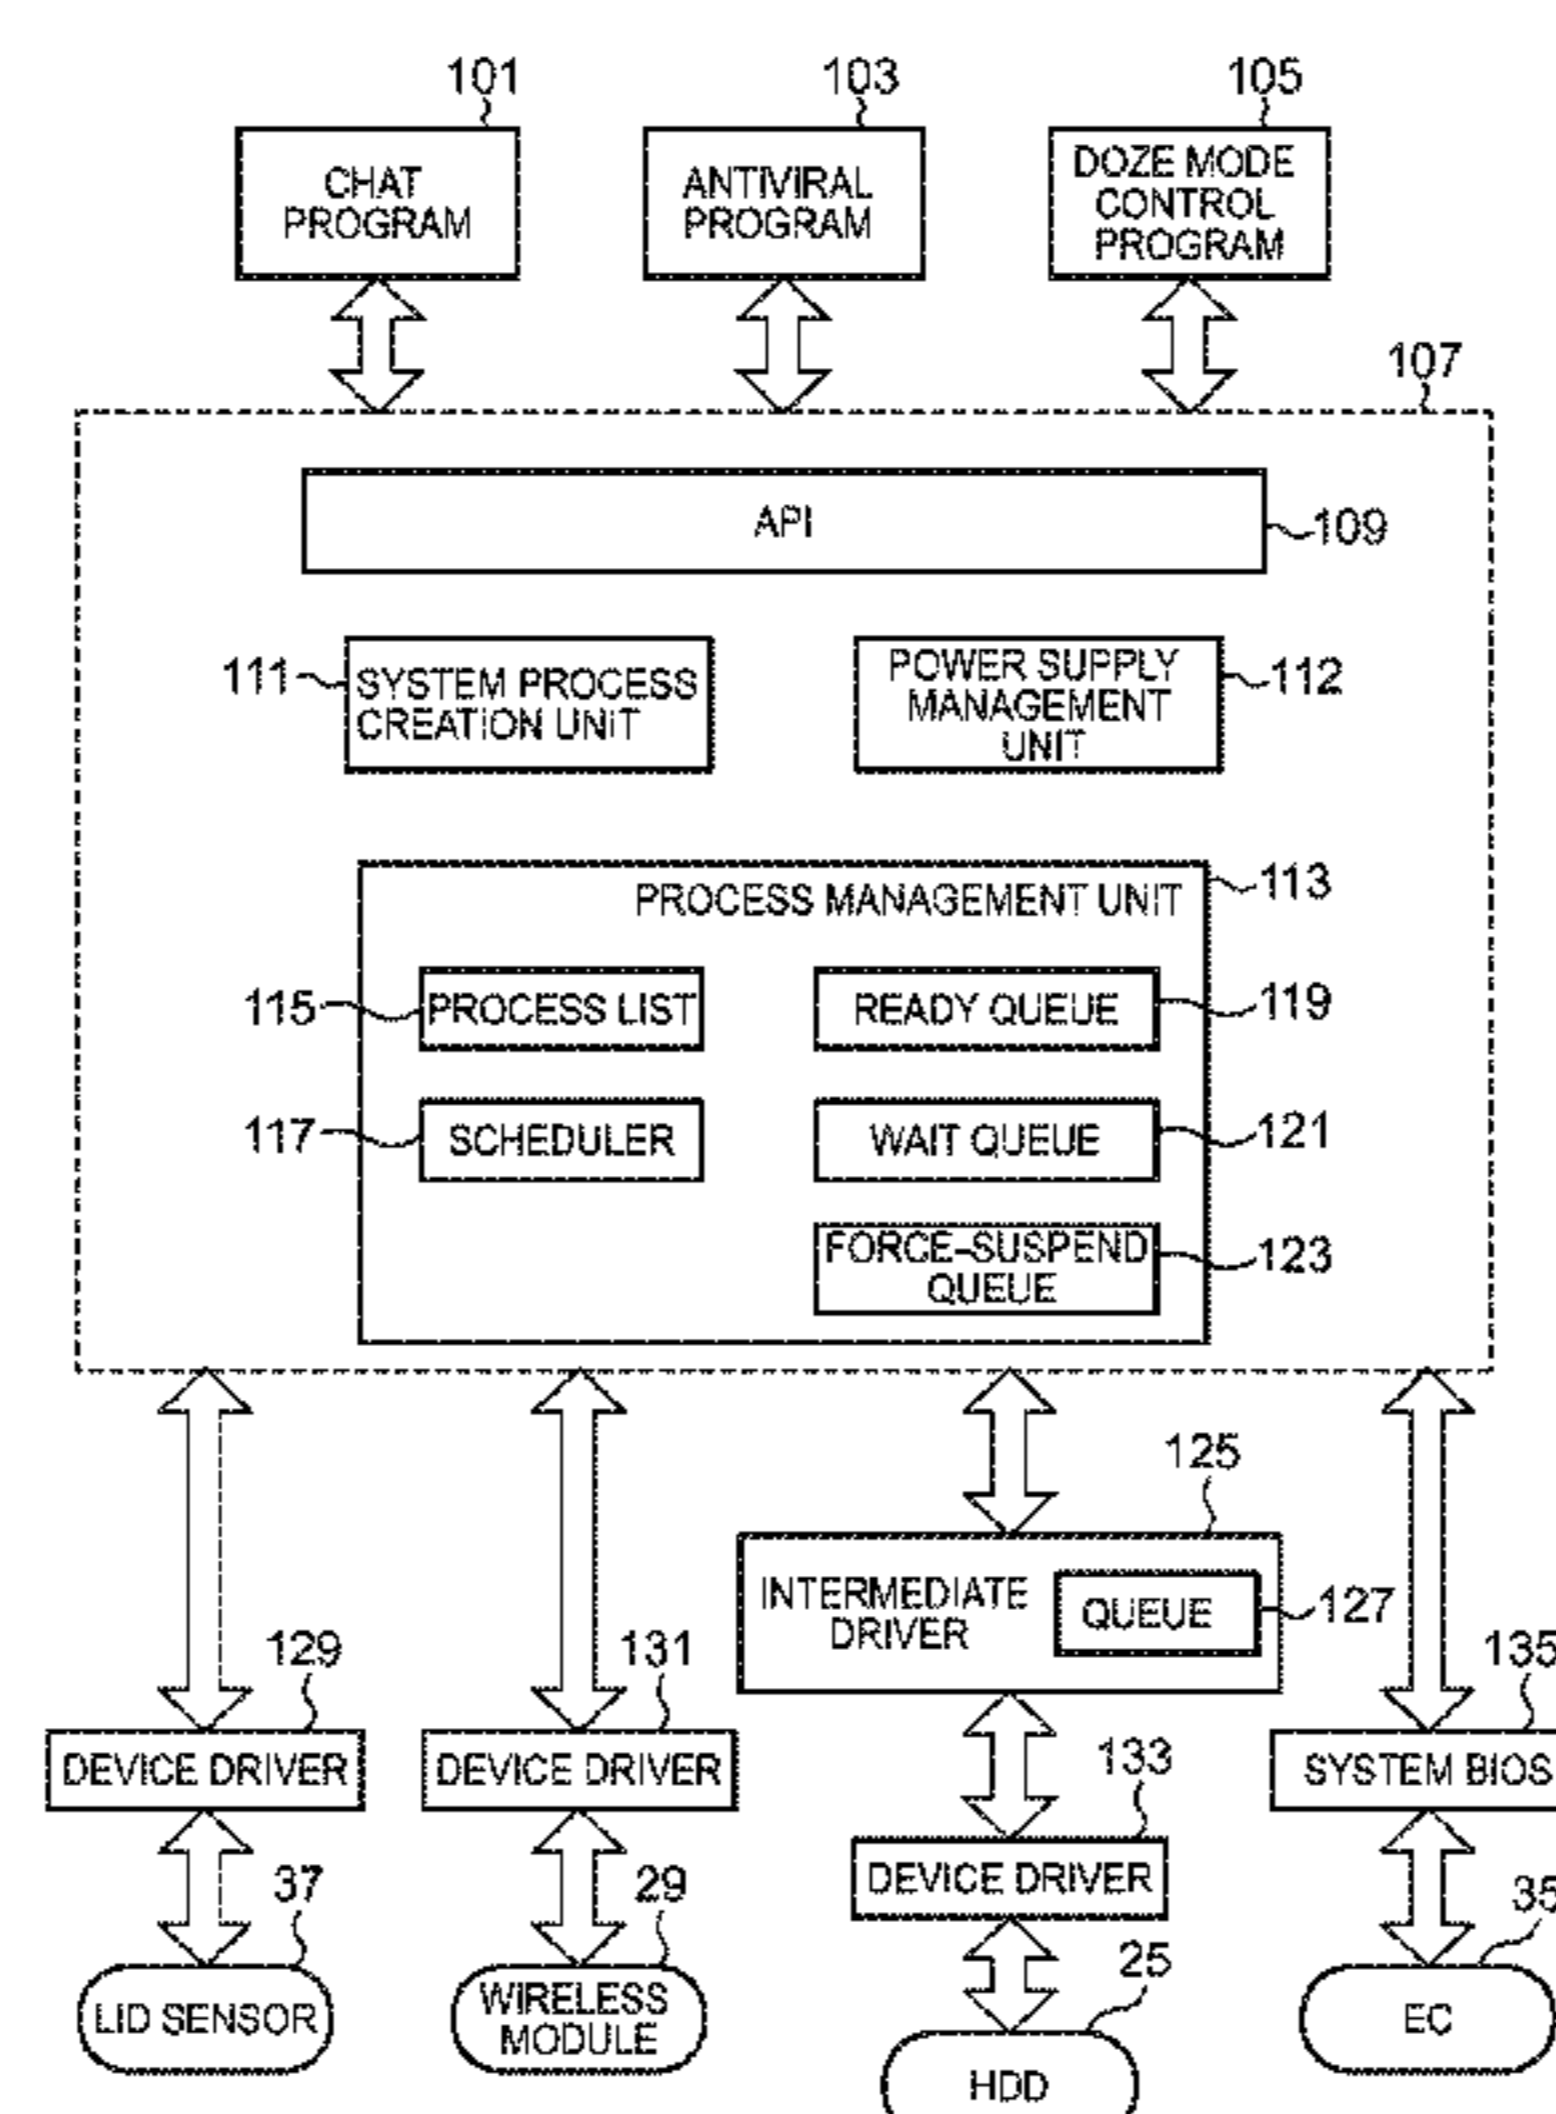 101
103
105
CHAT
PROGRAM
ANTIVIRAL
PROGRAM
DOZE MODE
CONTROL
PROGRAM
107
API
109
111
SYSTEM PROCESS
CREATION UNIT
POWER SUPPLY
MANAGEMENT
UNIT
112
PROCESS MANAGEMENT UNIT
113
115
PROCESS LIST
READY QUEUE
119
117
SCHEDULER
WAIT QUEUE
121
FORCE-SUSPEND
QUEUE
123
125
INTERMEDIATE
DRIVER
QUEUE
127
129
131
135
DEVICE DRIVER
DEVICE DRIVER
SYSTEM BIOS
133
DEVICE DRIVER
37
29
35
LID SENSOR
WIRELESS
MODULE
25
HDD
EC